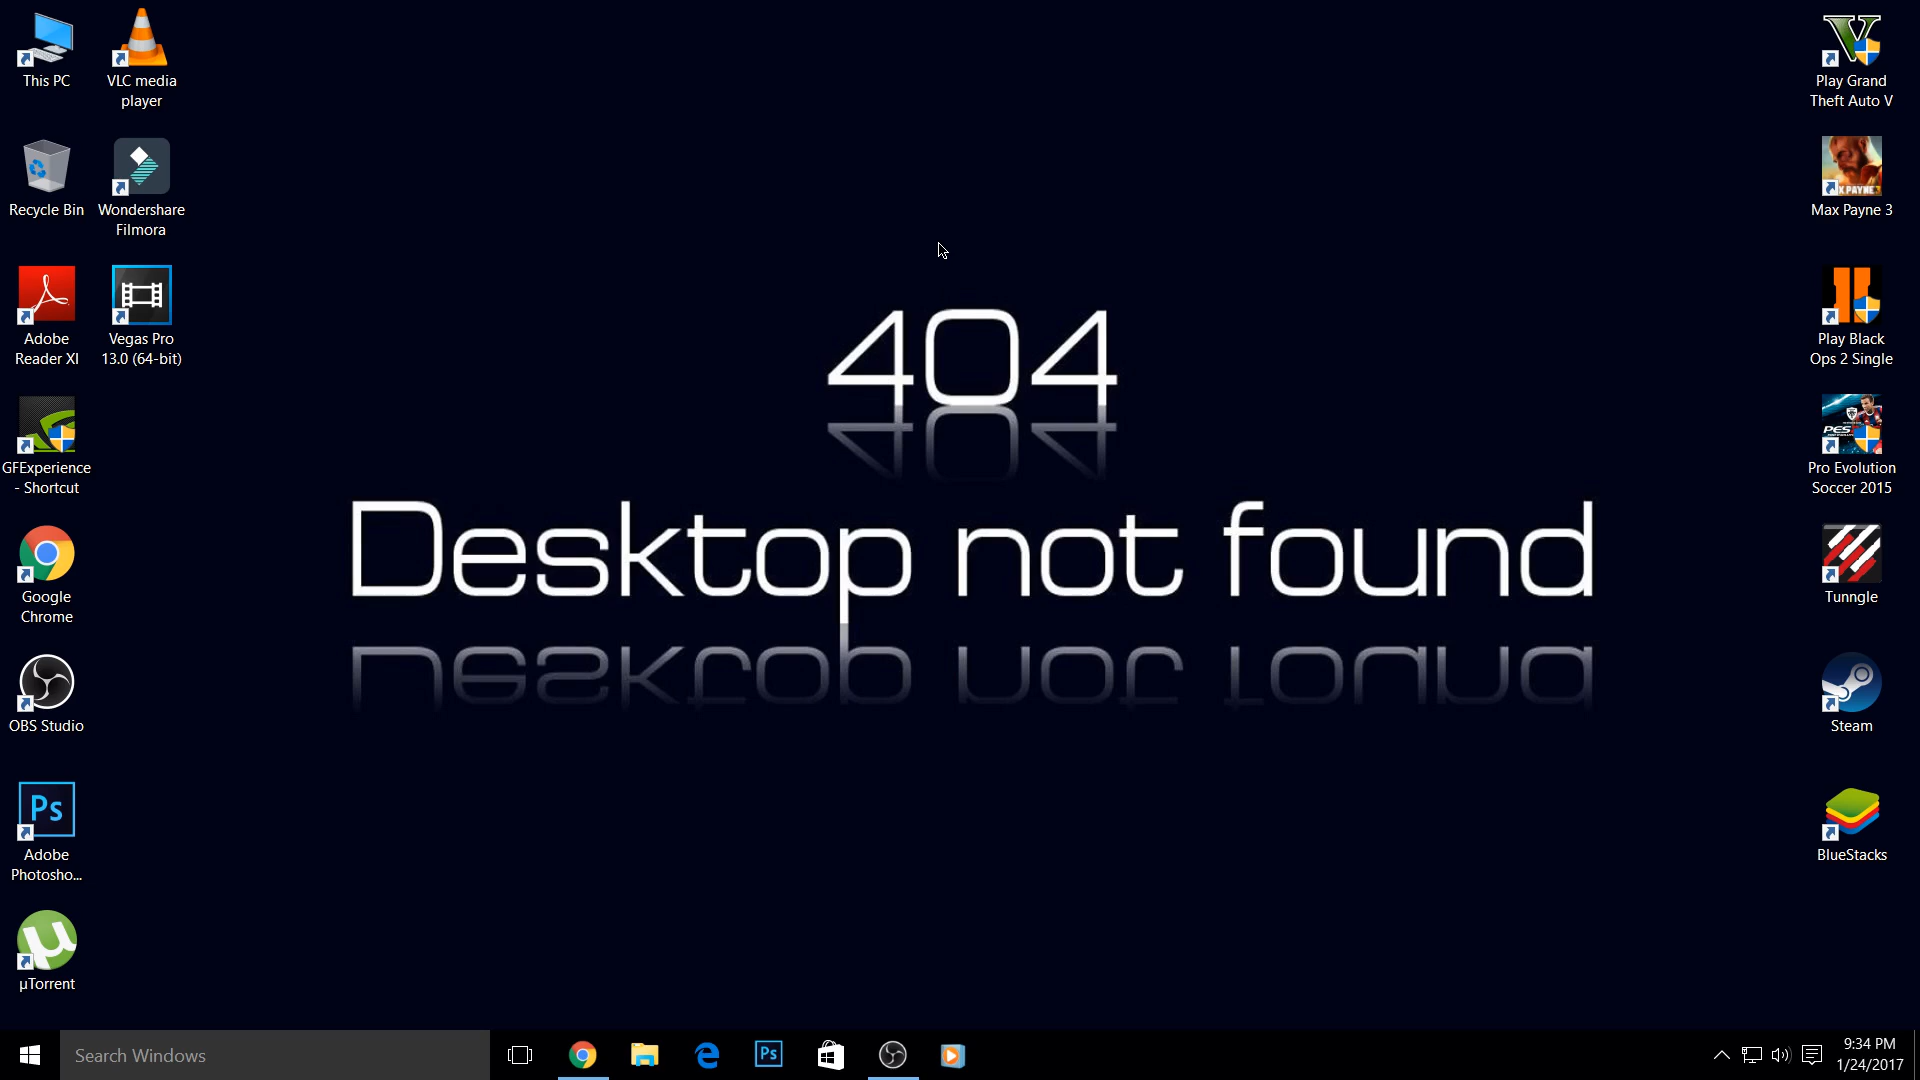 This PC
VLC media
player
Recycle Bin
Wondershare
Filmora
Adobe
Reader XI
Vegas Pro
13.0 (64-bit)
GFExperience
- Shortcut
Google
Chrome
OBS Studio
Ps
Adobe
Photosho...
µTorrent
404
Desktop not found
Play Grand
Theft Auto V
Max Payne 3
Play Black
Ops 2 Single
PES
Pro Evolution
Soccer 2015
Tunngle
Steam
BlueStacks
Search Windows
Ps
9:34 PM
1/24/2017